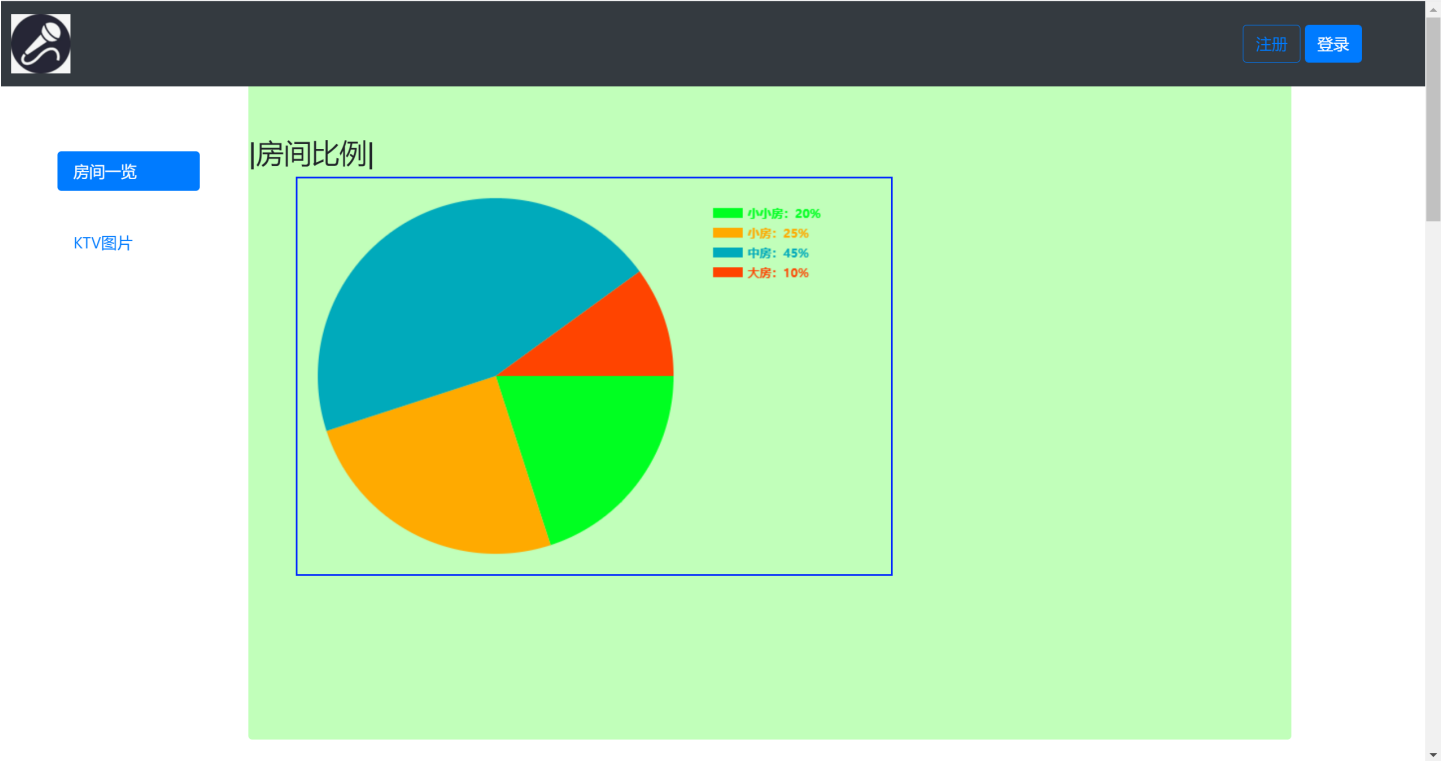 注册 登录
房间一览
KTV图片
|房间比例|
小小房：20%
小房：25%
中房：45%
大房：10%